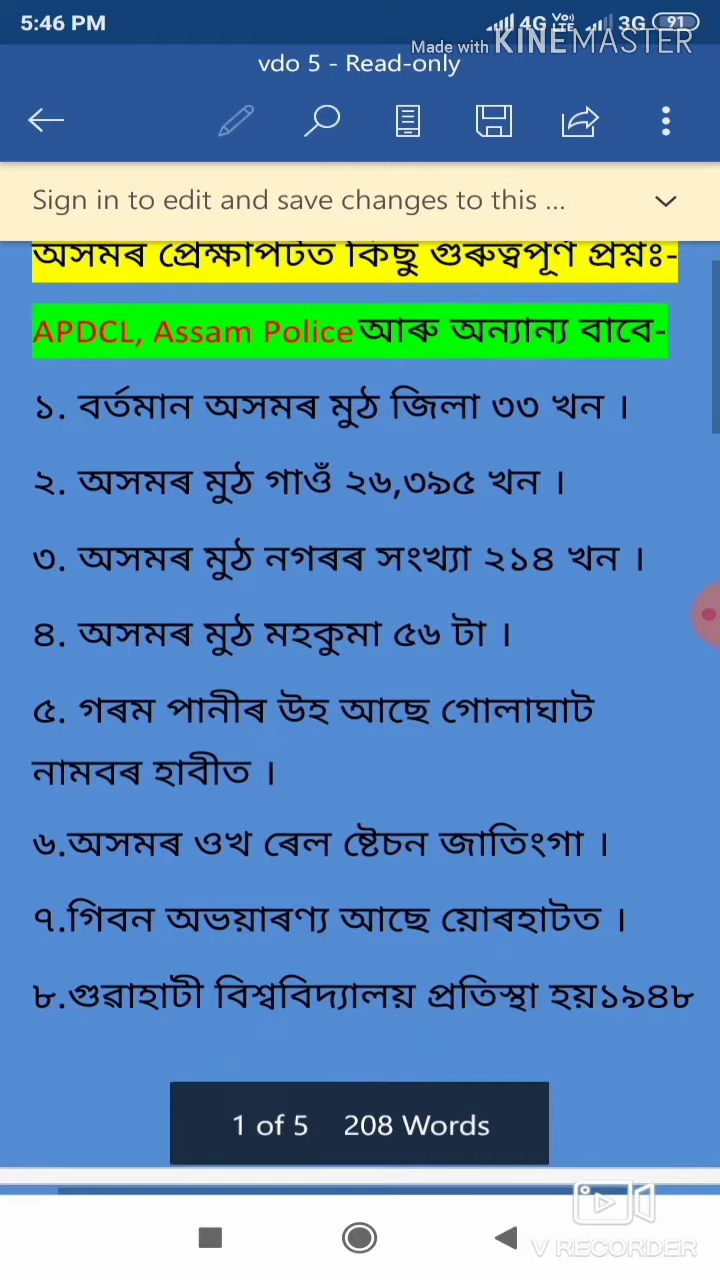 5:46 PM
4G VoLTE 3G 91
Made with KINEMASTER
vdo 5 - Read-only
Sign in to edit and save changes to this ...
অসমৰ প্ৰেক্ষাপটত কিছু গুৰুত্বপূৰ্ণ প্ৰশ্নঃ-
APDCL, Assam Police আৰু অন্যান্য বাবে-
১. বৰ্তমান অসমৰ মুঠ জিলা ৩৩ খন ।
২. অসমৰ মুঠ গাওঁ ২৬,৩৯৫ খন ।
৩. অসমৰ মুঠ নগৰৰ সংখ্যা ২১৪ খন ।
৪. অসমৰ মুঠ মহকুমা ৫৬ টা ।
৫. গৰম পানীৰ উহ আছে গোলাঘাট
নামবৰ হাবীত ।
৬.অসমৰ ওখ ৰেল ষ্টেচন জাতিংগা ।
৭.গিবন অভয়াৰণ্য আছে য়োৰহাটত ।
৮.গুৱাহাটী বিশ্ববিদ্যালয় প্ৰতিস্থা হয়১৯৪৮
1 of 5 208 Words
V RECORDER